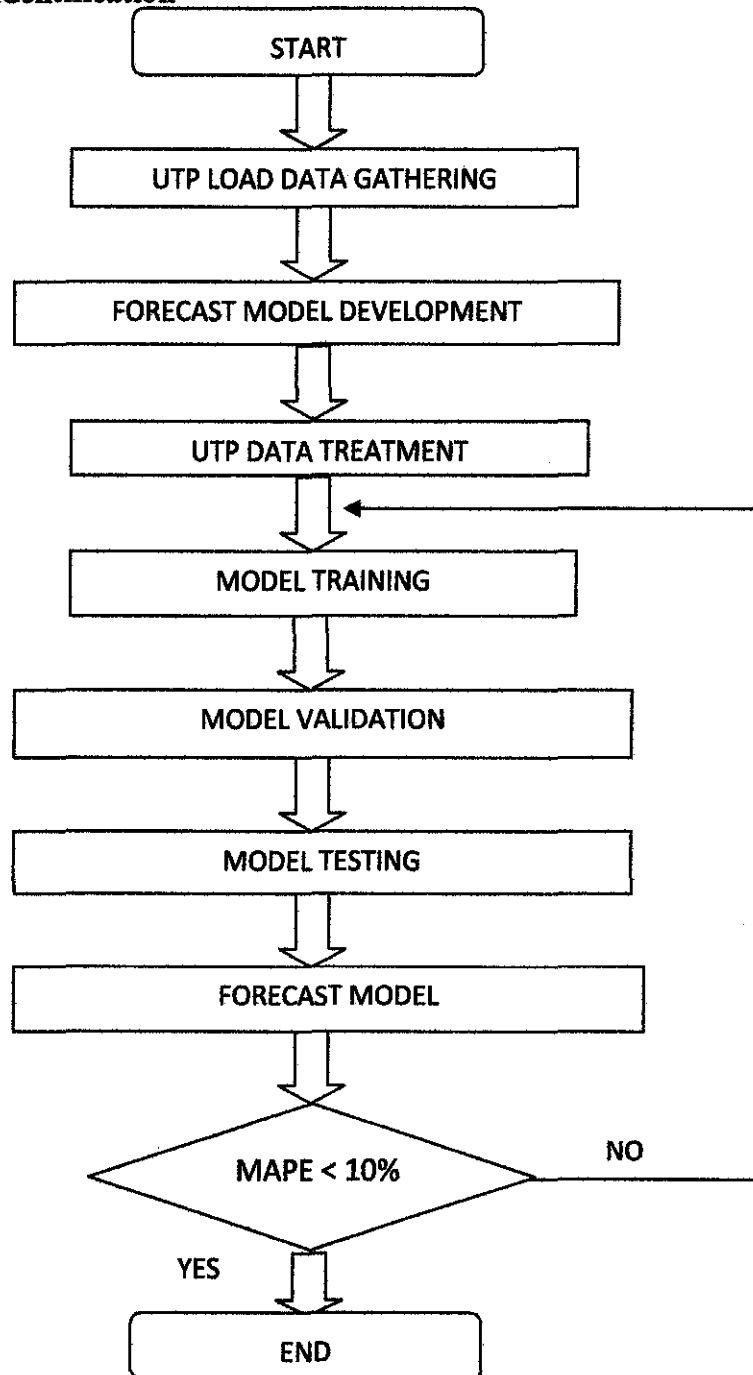 START
UTP LOAD DATA GATHERING
FORECAST MODEL DEVELOPMENT
UTP DATA TREATMENT
MODEL TRAINING
MODEL VALIDATION
MODEL TESTING
FORECAST MODEL
MAPE < 10%
NO
YES
END